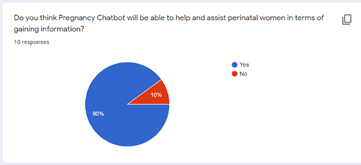 Do you think Pregnancy Chatbot will be able to help and assist perinatal women in terms of
gaining information?
10 responses
Yes
No
10%
90%